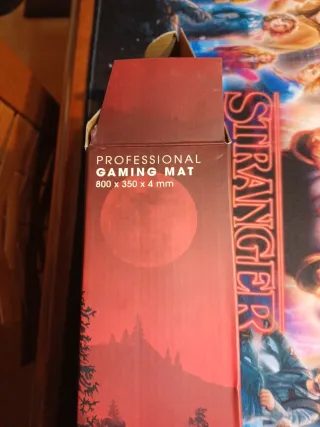 PROFESSIONAL
GAMING MAT
800 x 350 x 4 mm
STRANGER